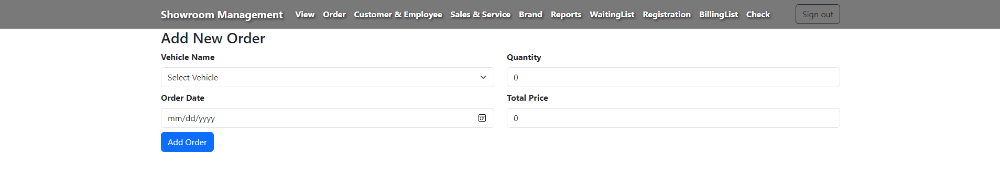 Showroom Management View Order Customer & Employee Sales & Service Brand Reports WaitingList Registration BillingList Check Sign out
Add New Order
Vehicle Name Quantity
Select Vehicle 0
Order Date Total Price
mm/dd/yyyy 0
Add Order